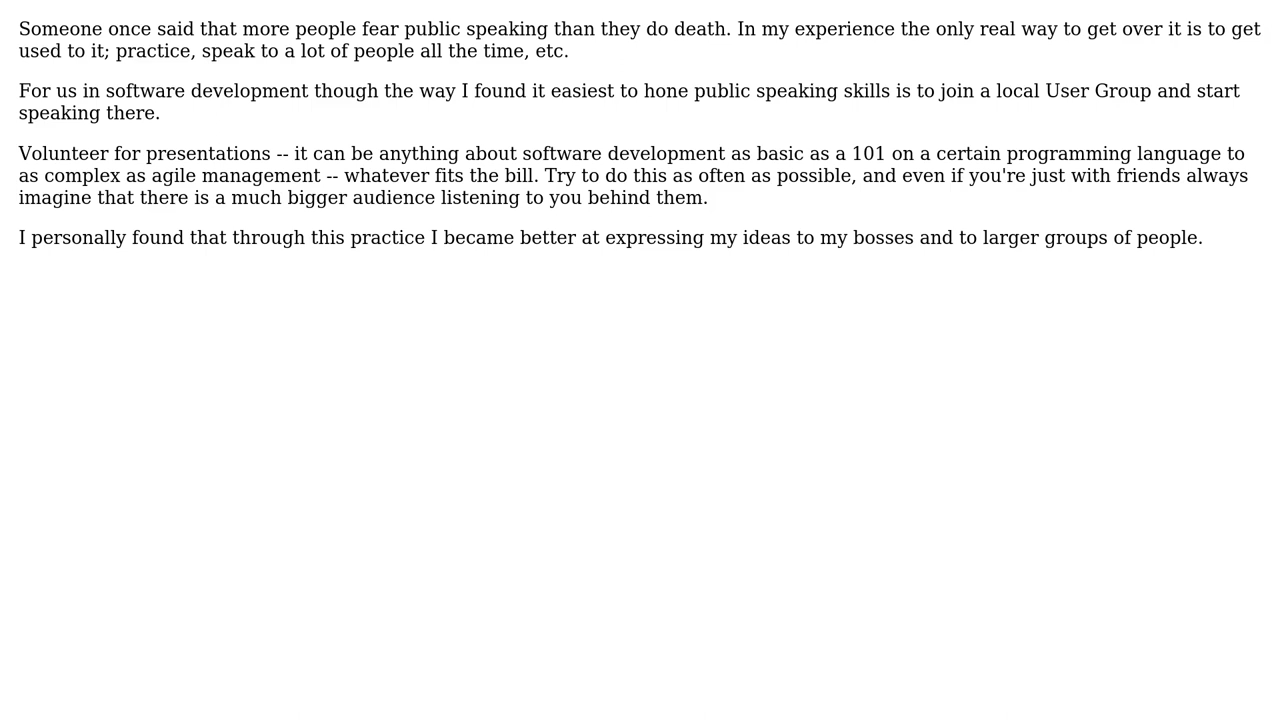 Someone once said that more people fear public speaking than they do death. In my experience the only real way to get over it is to get
used to it; practice, speak to a lot of people all the time, etc.
For us in software development though the way I found it easiest to hone public speaking skills is to join a local User Group and start
speaking there.
Volunteer for presentations -- it can be anything about software development as basic as a 101 on a certain programming language to
as complex as agile management -- whatever fits the bill. Try to do this as often as possible, and even if you're just with friends always
imagine that there is a much bigger audience listening to you behind them.
I personally found that through this practice I became better at expressing my ideas to my bosses and to larger groups of people.